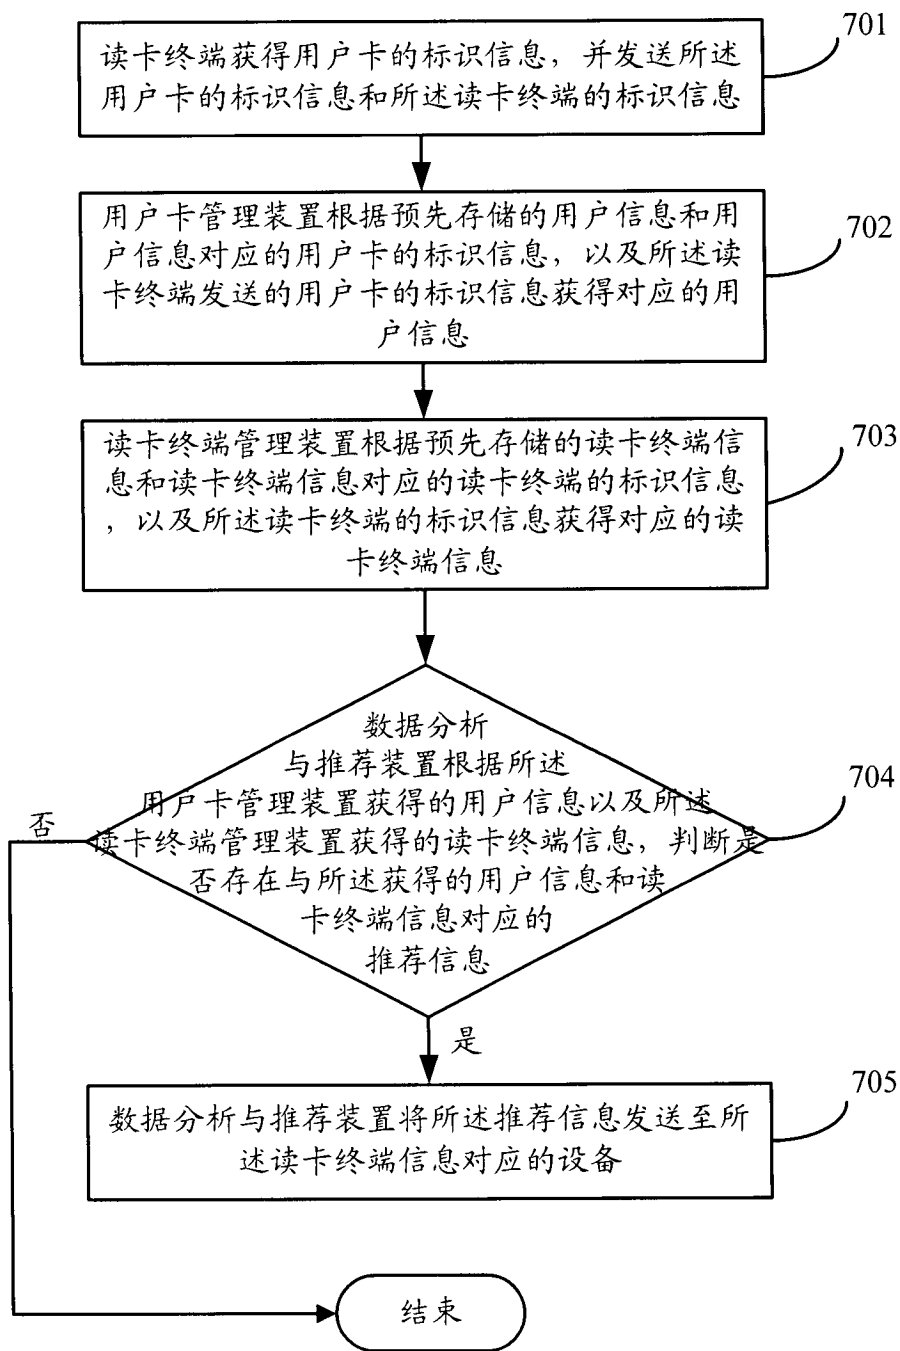 701
读卡终端获得用户卡的标识信息，并发送所述
用户卡的标识信息和所述读卡终端的标识信息
702
用户卡管理装置根据预先存储的用户信息和用
户信息对应的用户卡的标识信息，以及所述读
卡终端发送的用户卡的标识信息获得对应的用
户信息
703
读卡终端管理装置根据预先存储的读卡终端信
息和读卡终端信息对应的读卡终端的标识信息
，以及所述读卡终端的标识信息获得对应的读
卡终端信息
704
数据分析
与推荐装置根据所述
用户卡管理装置获得的用户信息以及所述
读卡终端管理装置获得的读卡终端信息，判断是
否存在与所述获得的用户信息和读
卡终端信息对应的
推荐信息
否
是
705
数据分析与推荐装置将所述推荐信息发送至所
述读卡终端信息对应的设备
结束